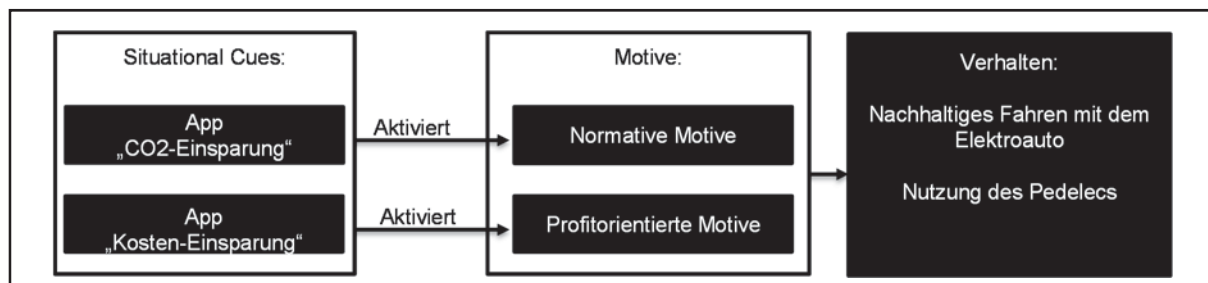 Situational Cues:
App
„CO2-Einsparung“
App
„Kosten-Einsparung“
Aktiviert
Aktiviert
Motive:
Normative Motive
Profitorientierte Motive
Verhalten:
Nachhaltiges Fahren mit dem
Elektroauto
Nutzung des Pedelecs